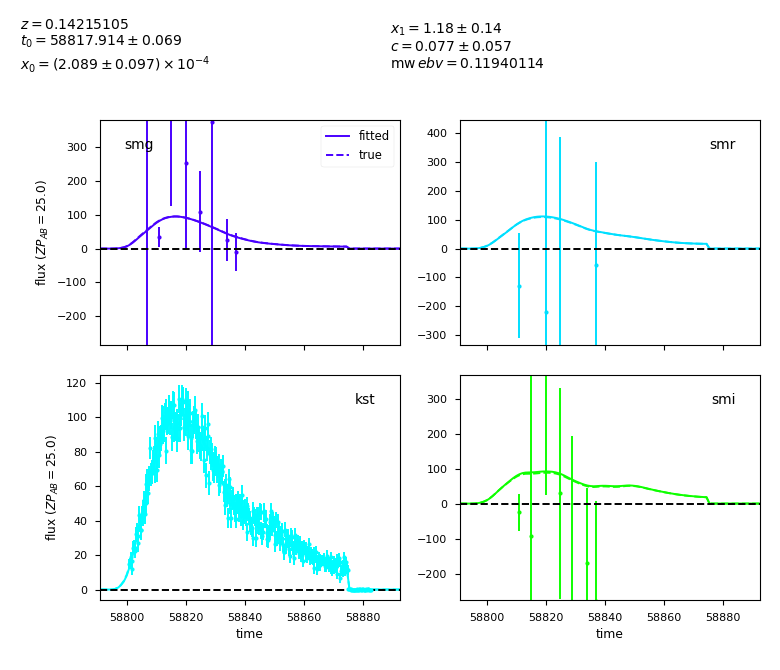 z = 0.14215105
t0 = 58817.914 ± 0.069
x0 = (2.089 ± 0.097) × 10^−4
x1 = 1.18 ± 0.14
c = 0.077 ± 0.057
mw ebv = 0.11940114
smg
fitted
true
flux (ZP_AB = 25.0)
300
200
100
0
−100
−200
smr
400
300
200
100
0
−100
−200
−300
kst
flux (ZP_AB = 25.0)
120
100
80
60
40
20
0
58800 58820 58840 58860 58880
time
smi
300
200
100
0
−100
−200
58800 58820 58840 58860 58880
time